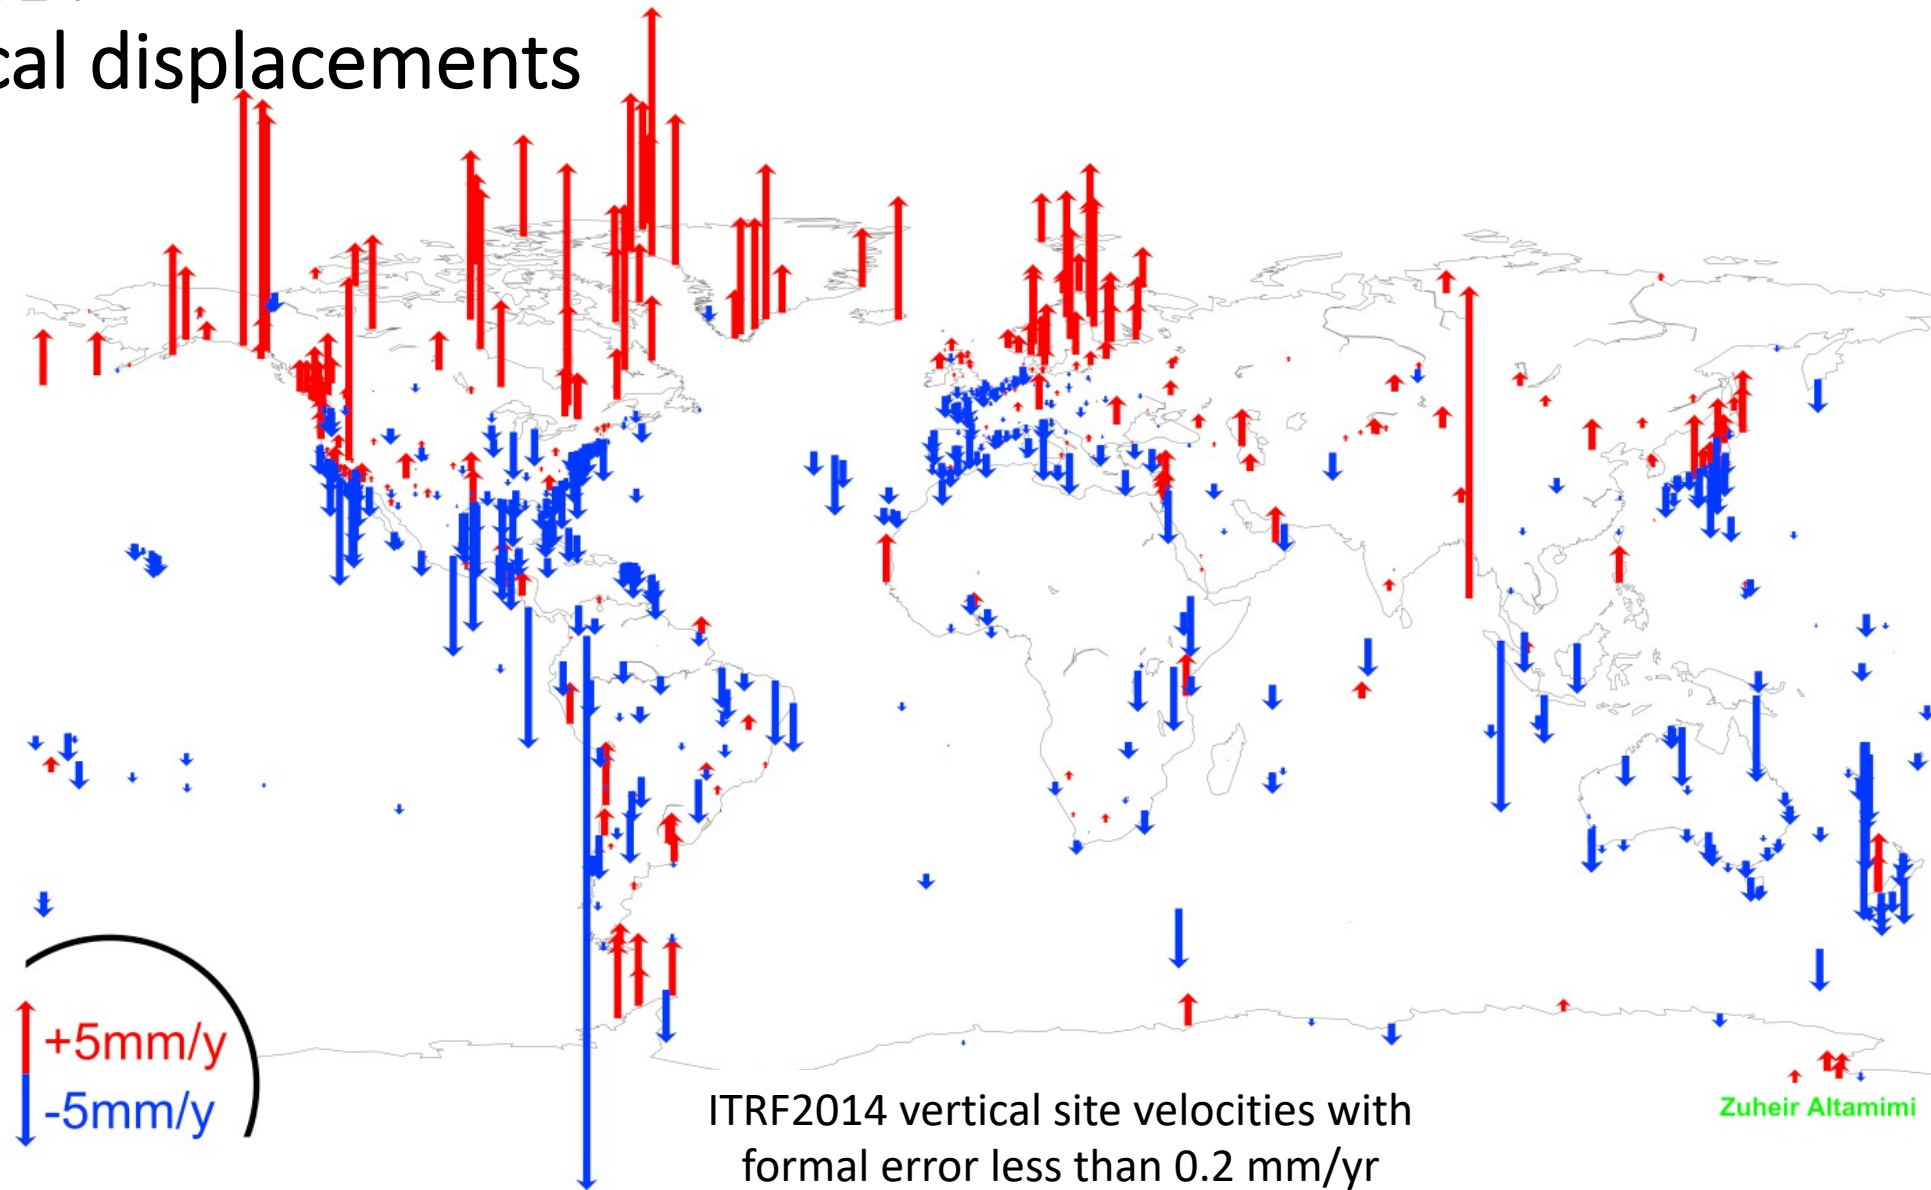 cal displacements
+5mm/y
-5mm/y
ITRF2014 vertical site velocities with
formal error less than 0.2 mm/yr
Zuheir Altamimi